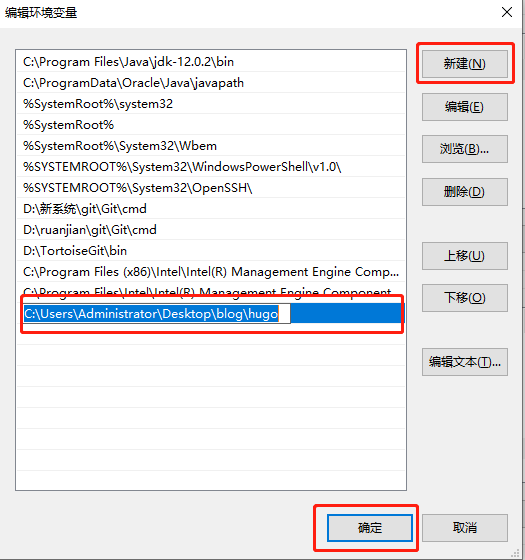 编辑环境变量
C:\Program Files\Java\jdk-12.0.2\bin
C:\ProgramData\Oracle\Java\javapath
%SystemRoot%\system32
%SystemRoot%
%SystemRoot%\System32\Wbem
%SYSTEMROOT%\System32\WindowsPowerShell\v1.0\
%SYSTEMROOT%\System32\OpenSSH\
D:\新系统\git\Git\cmd
D:\ruanjian\git\Git\cmd
D:\TortoiseGit\bin
C:\Program Files (x86)\Intel\Intel(R) Management Engine Comp...
C:\Program Files\Intel\Intel(R) Management Engine Component
C:\Users\Administrator\Desktop\blog\hugo
新建(N)
编辑(E)
浏览(B)...
删除(D)
上移(U)
下移(O)
编辑文本(T)...
确定
取消